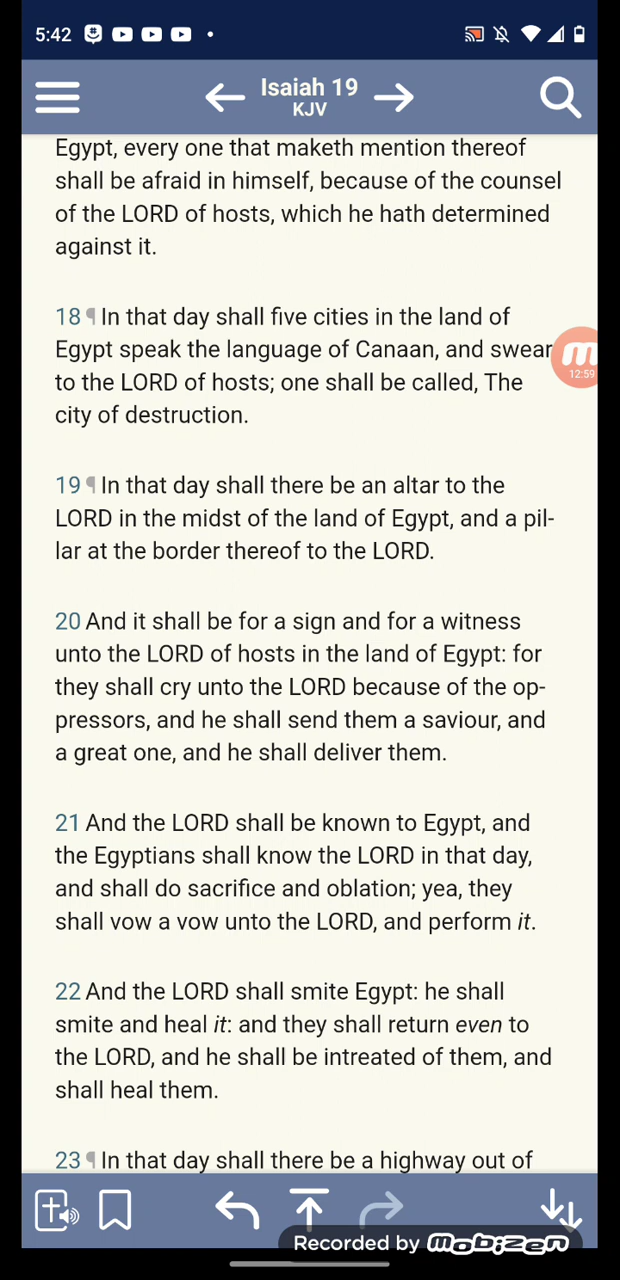 5:42
Isaiah 19
KJV
Egypt, every one that maketh mention thereof
shall be afraid in himself, because of the counsel
of the LORD of hosts, which he hath determined
against it.
18 ¶ In that day shall five cities in the land of
Egypt speak the language of Canaan, and swear
to the LORD of hosts; one shall be called, The
city of destruction.
12:59
19 ¶ In that day shall there be an altar to the
LORD in the midst of the land of Egypt, and a pil-
lar at the border thereof to the LORD.
20 And it shall be for a sign and for a witness
unto the LORD of hosts in the land of Egypt: for
they shall cry unto the LORD because of the op-
pressors, and he shall send them a saviour, and
a great one, and he shall deliver them.
21 And the LORD shall be known to Egypt, and
the Egyptians shall know the LORD in that day,
and shall do sacrifice and oblation; yea, they
shall vow a vow unto the LORD, and perform it.
22 And the LORD shall smite Egypt: he shall
smite and heal it: and they shall return even to
the LORD, and he shall be intreated of them, and
shall heal them.
23 ¶ In that day shall there be a highway out of
Recorded by mobizen